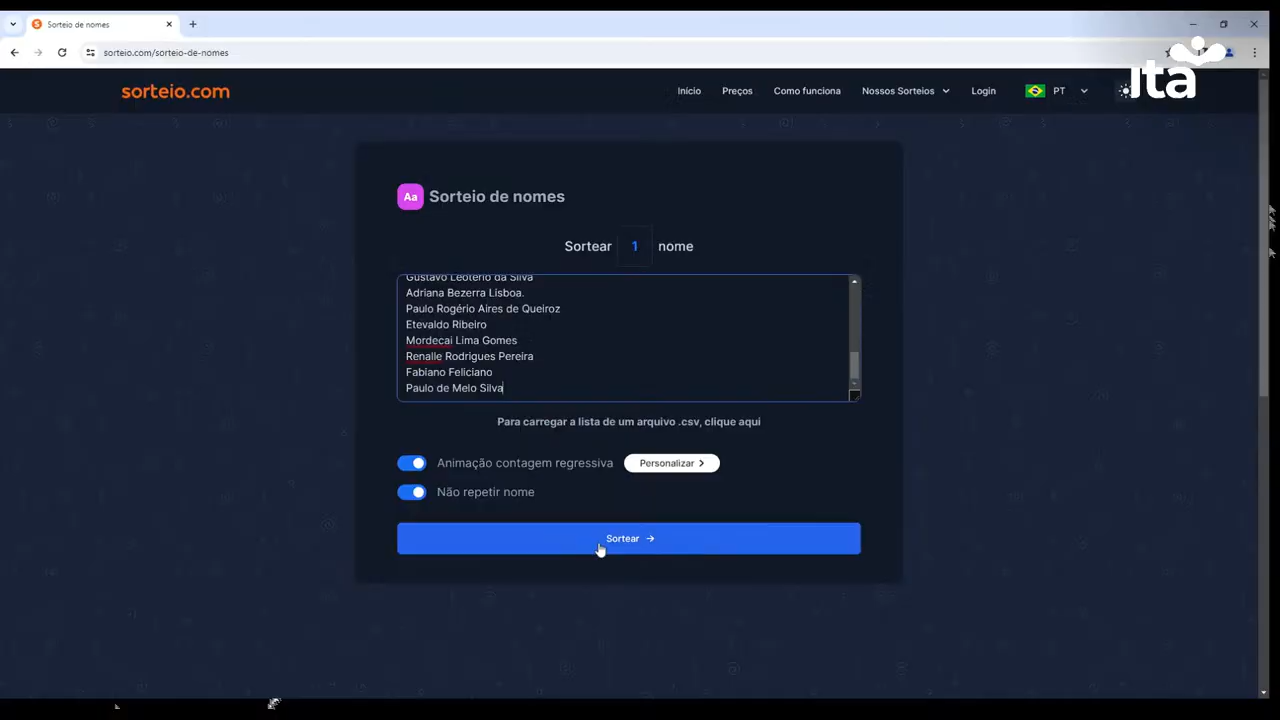 Sorteio de nomes
sorteio.com/sorteio-de-nomes
sorteio.com
Início
Preços
Como funciona
Nossos Sorteios
Login
PT
Ita
Aa Sorteio de nomes
Sortear 1 nome
Gustavo Leoterio da Silva
Adriana Bezerra Lisboa.
Paulo Rogério Aires de Queiroz
Etevaldo Ribeiro
Mordecai Lima Gomes
Renalle Rodrigues Pereira
Fabiano Feliciano
Paulo de Melo Silva
Para carregar a lista de um arquivo .csv, clique aqui
Animação contagem regressiva
Personalizar
Não repetir nome
Sortear